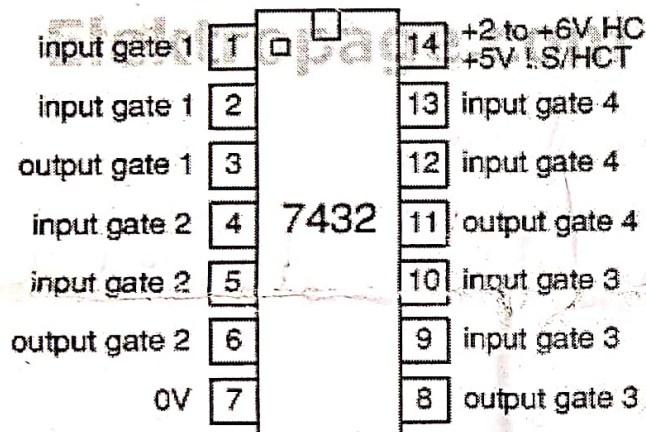 Elektropage.com
input gate 1 1 14 +2 to +6V HC
+5V LS/HCT
input gate 1 2 13 input gate 4
output gate 1 3 12 input gate 4
input gate 2 4 7432 11 output gate 4
input gate 2 5 10 input gate 3
output gate 2 6 9 input gate 3
0V 7 8 output gate 3